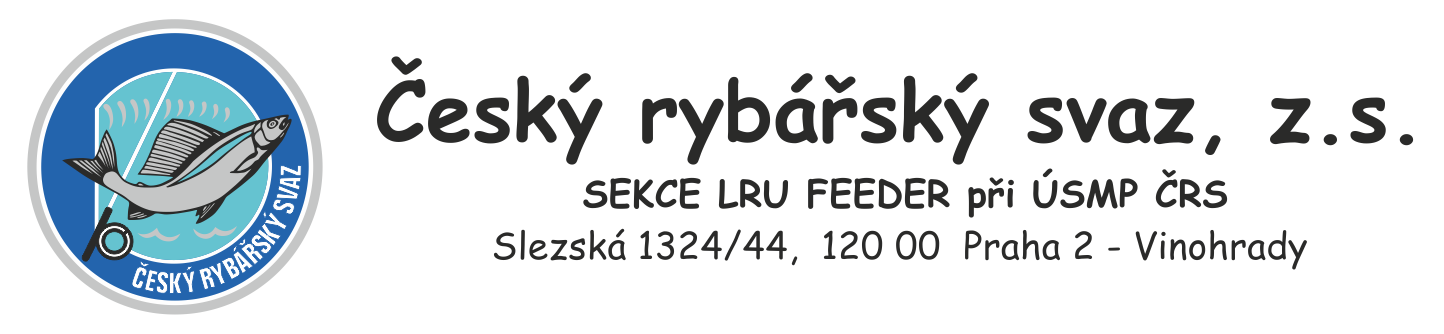 ČESKÝ RYBÁŘSKÝ SVAZ
Český rybářský svaz, z.s.
SEKCE LRU FEEDER při ÚSMP ČRS
Slezská 1324/44, 120 00 Praha 2 - Vinohrady